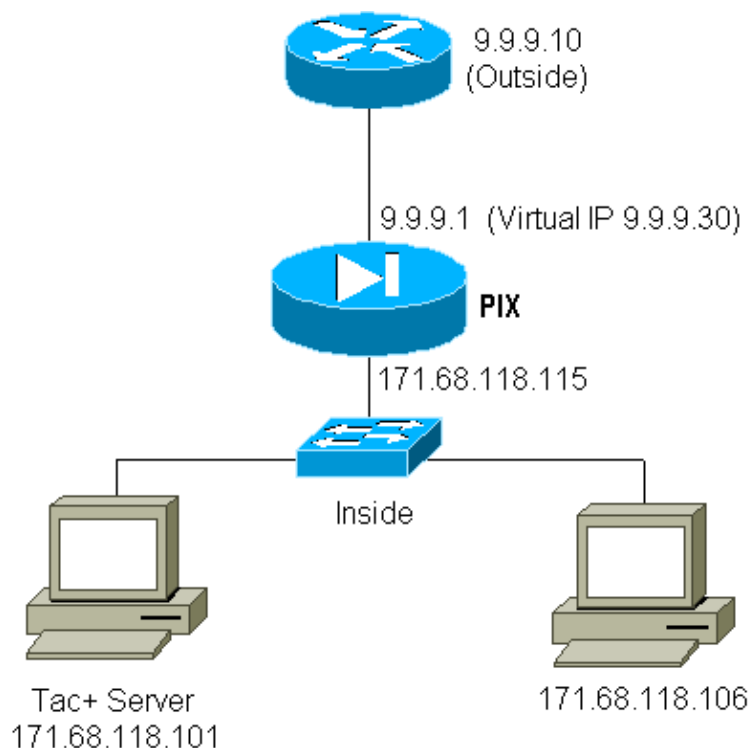 9.9.9.10
(Outside)
9.9.9.1 (Virtual IP 9.9.9.30)
PIX
171.68.118.115
Inside
Tac+ Server
171.68.118.101
171.68.118.106